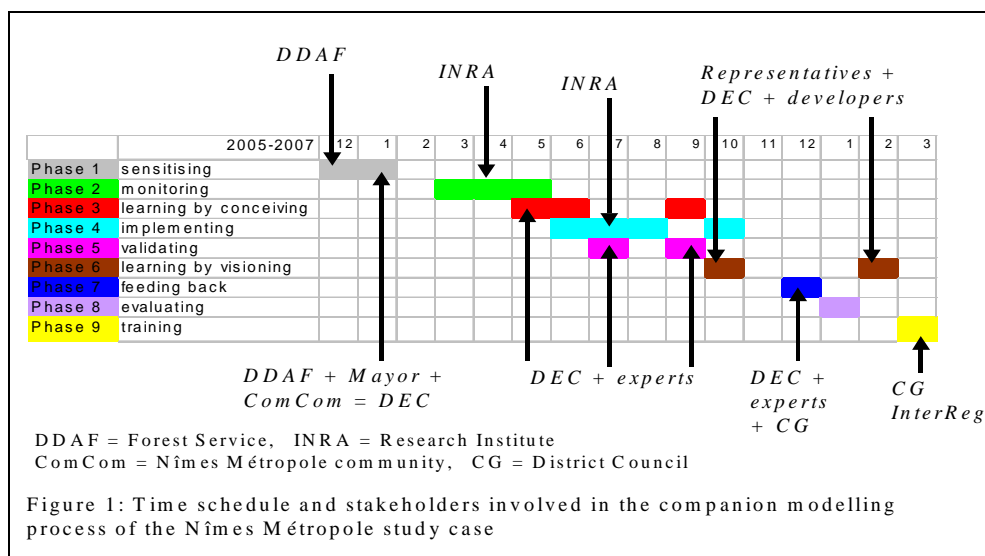 DDAF
INRA
INRA
Representatives +
DEC + developers
2005-2007 12 1 2 3 4 5 6 7 8 9 10 11 12 1 2 3
Phase 1 sensitising
Phase 2 monitoring
Phase 3 learning by conceiving
Phase 4 implementing
Phase 5 validating
Phase 6 learning by visioning
Phase 7 feeding back
Phase 8 evaluating
Phase 9 training
DDAF + Mayor +
ComCom = DEC
DEC + experts
DEC +
experts
+ CG
CG
InterReg
DDAF = Forest Service, INRA = Research Institute
ComCom = Nîmes Métropole community, CG = District Council
Figure 1: Time schedule and stakeholders involved in the companion modelling
process of the Nîmes Métropole study case